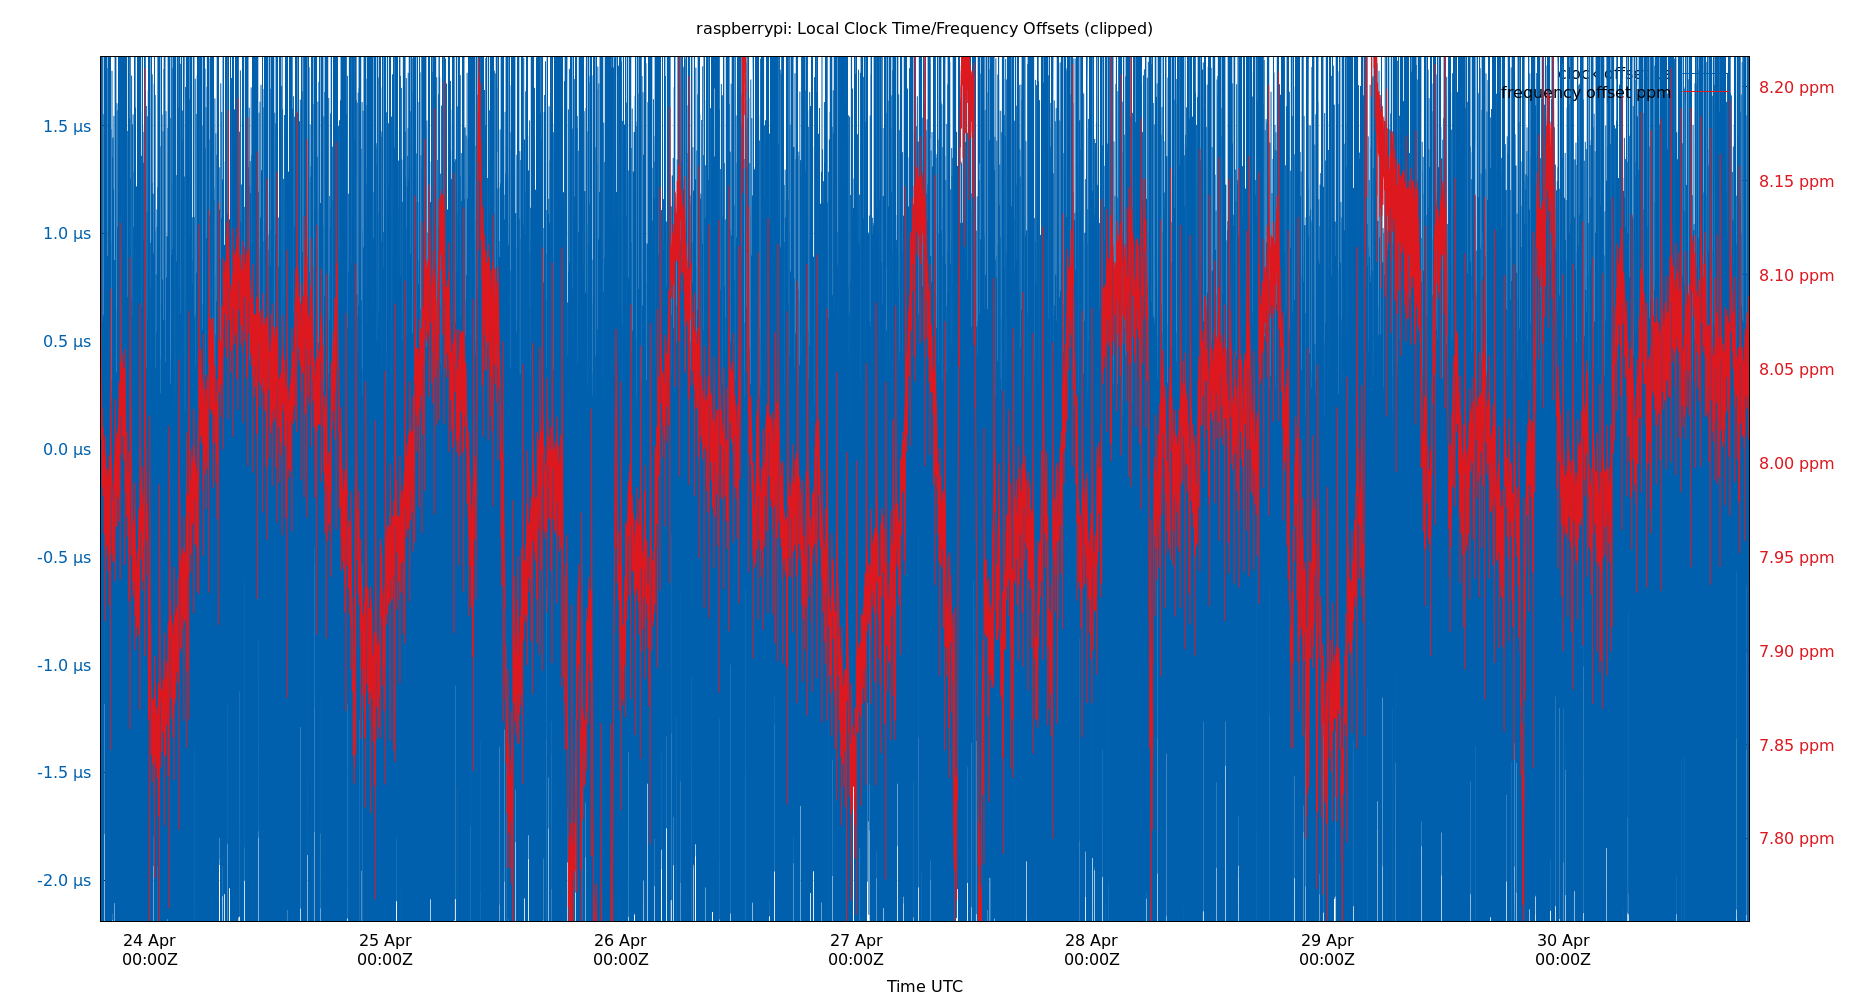 raspberrypi: Local Clock Time/Frequency Offsets (clipped)
clock offset
frequency offset ppm
1.5 µs
1.0 µs
0.5 µs
0.0 µs
-0.5 µs
-1.0 µs
-1.5 µs
-2.0 µs
8.20 ppm
8.15 ppm
8.10 ppm
8.05 ppm
8.00 ppm
7.95 ppm
7.90 ppm
7.85 ppm
7.80 ppm
24 Apr
00:00Z
25 Apr
00:00Z
26 Apr
00:00Z
27 Apr
00:00Z
28 Apr
00:00Z
29 Apr
00:00Z
30 Apr
00:00Z
Time UTC